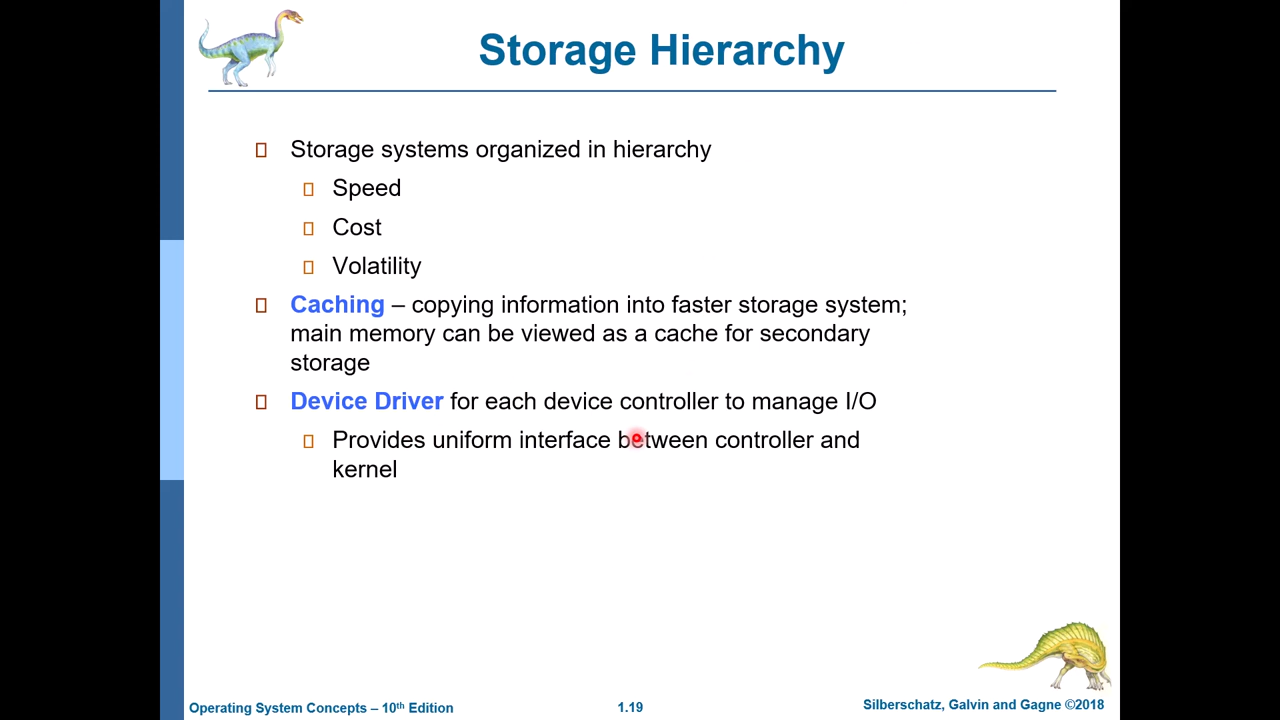 Storage Hierarchy
Storage systems organized in hierarchy
Speed
Cost
Volatility
Caching – copying information into faster storage system;
main memory can be viewed as a cache for secondary
storage
Device Driver for each device controller to manage I/O
Provides uniform interface between controller and
kernel
Operating System Concepts – 10th Edition
1.19
Silberschatz, Galvin and Gagne ©2018